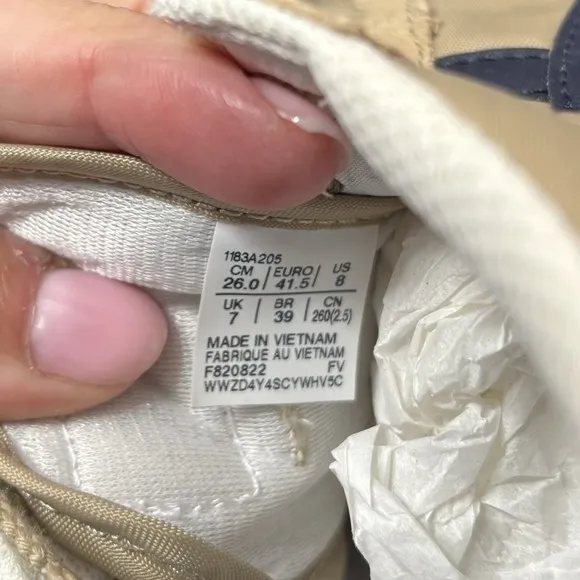 1183A205
CM EURO US
26.0 41.5 8
UK BR CN
7 39 260(2.5)
MADE IN VIETNAM
FABRIQUE AU VIETNAM
F820822 FV
WWZD4Y4SCYWHV5C